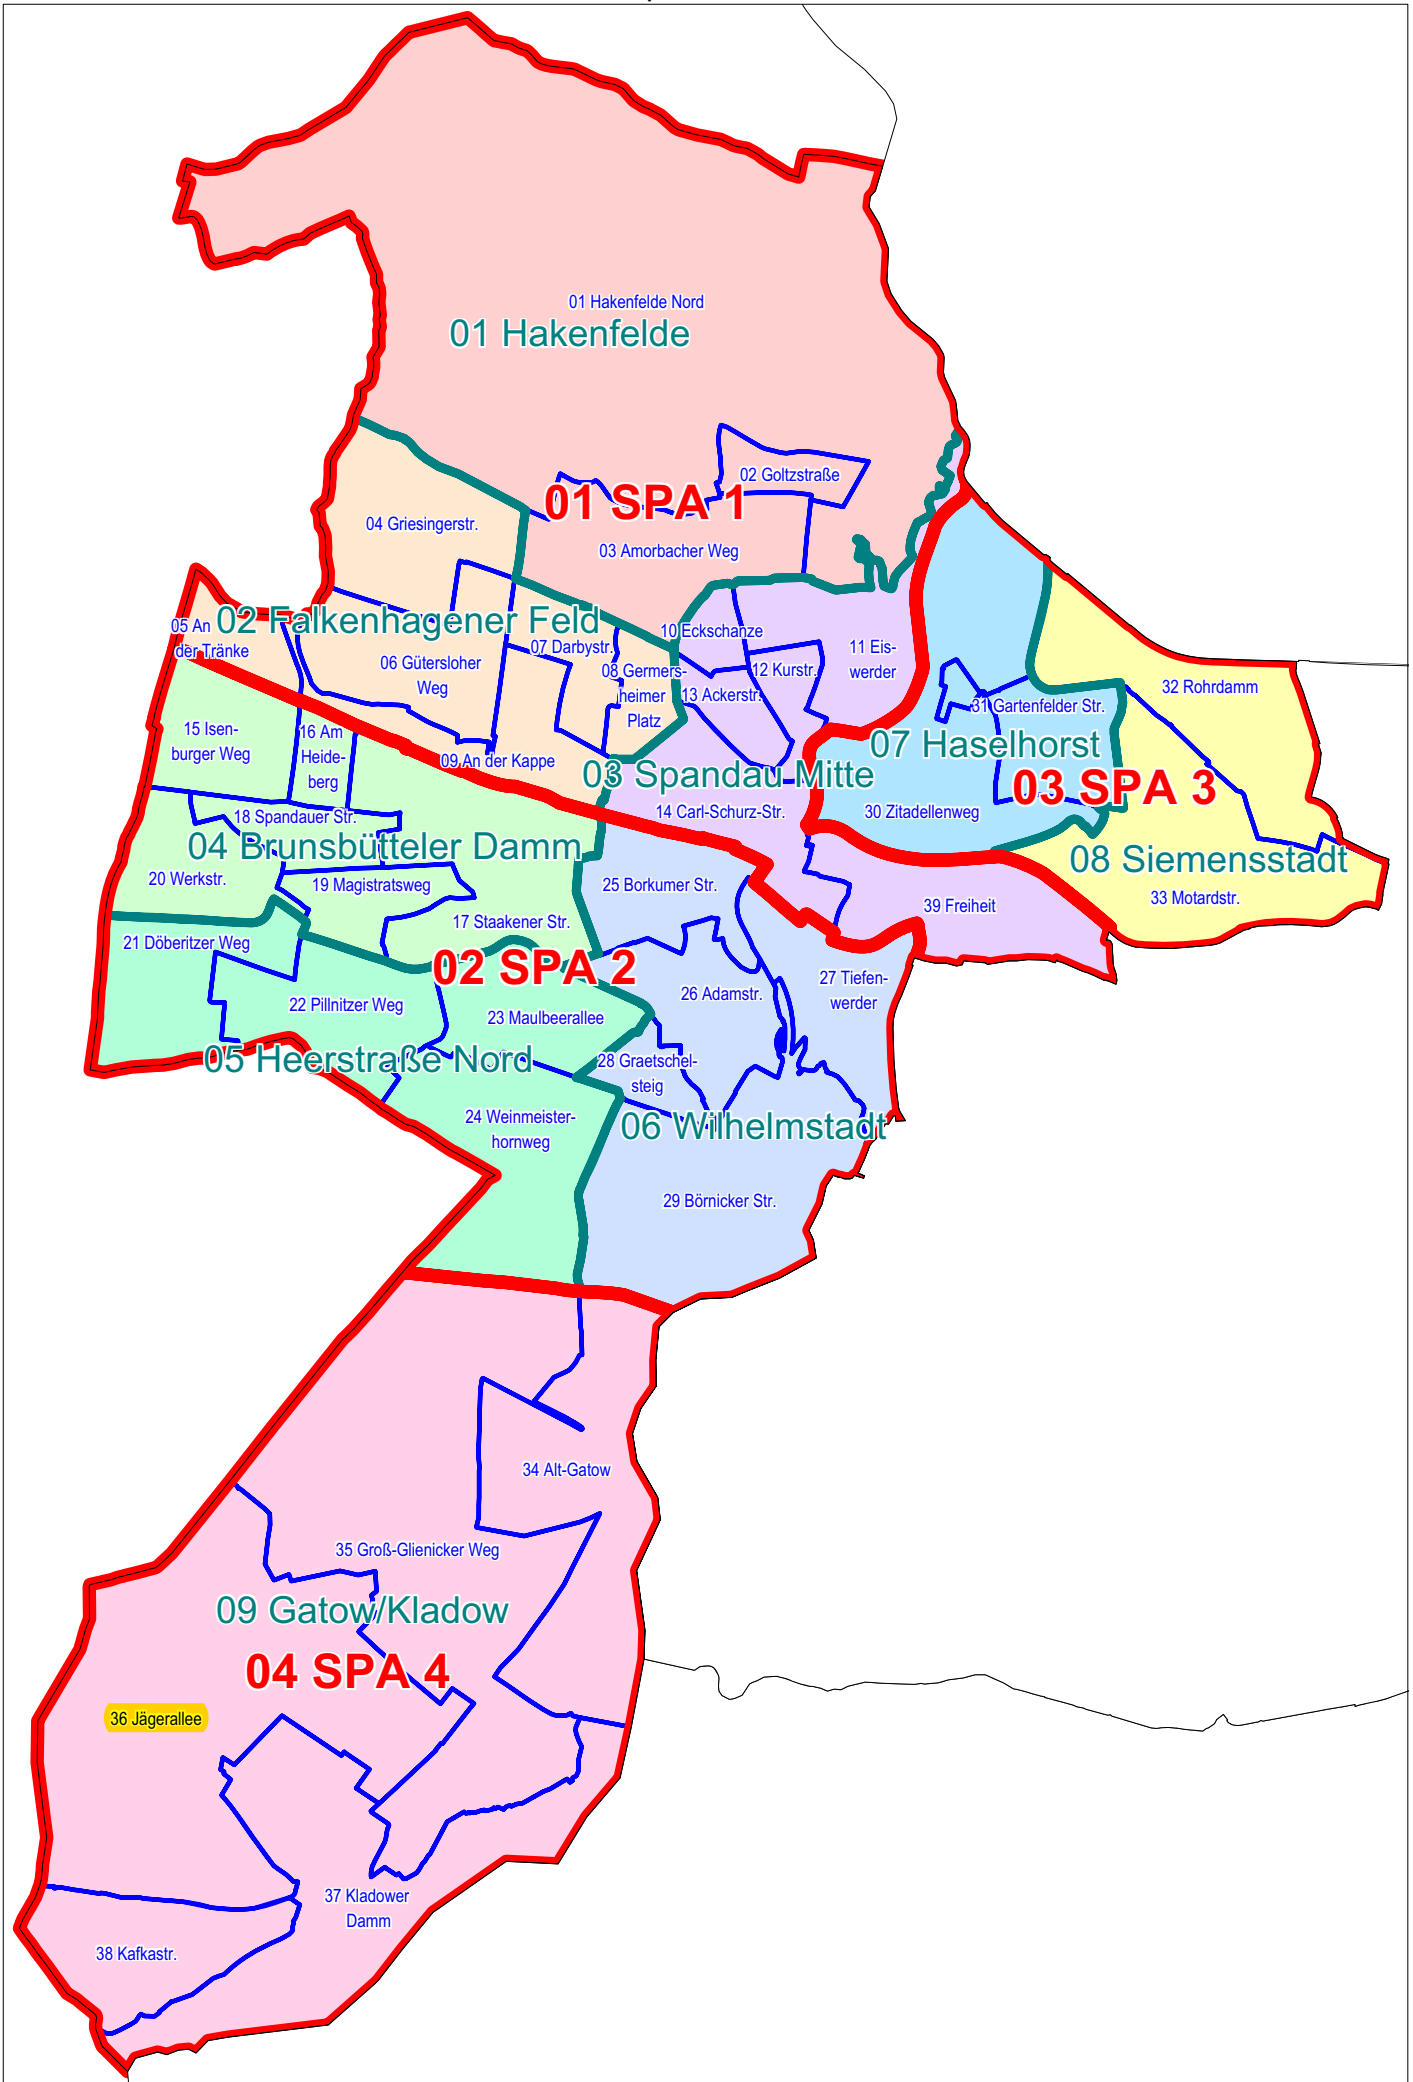 01 Hakenfelde Nord
01 Hakenfelde
02 Goltzstraße
01 SPA 1
04 Griesingerstr.
03 Amorbacher Weg
05 An
der Tränke
02 Falkenhagener Feld
06 Gütersloher
Weg
07 Darbystr.
08 Germers-
heimer
Platz
09 An der Kappe
10 Eckschanze
11 Eis-
werder
12 Kurstr.
13 Ackerstr.
03 Spandau Mitte
14 Carl-Schurz-Str.
32 Rohrdamm
31 Gartenfelder Str.
07 Haselhorst
03 SPA 3
30 Zitadellenweg
08 Siemensstadt
33 Motardstr.
39 Freiheit
15 Isen-
burger Weg
16 Am
Heide-
berg
18 Spandauer Str.
04 Brunsbütteler Damm
20 Werkstr.
19 Magistratsweg
17 Staakener Str.
25 Borkumer Str.
21 Döberitzer Weg
02 SPA 2
22 Pillnitzer Weg
23 Maulbeerallee
26 Adamstr.
27 Tiefen-
werder
05 Heerstraße Nord
28 Graetschel-
steig
24 Weinmeister-
hornweg
06 Wilhelmstadt
29 Börnicker Str.
34 Alt-Gatow
35 Groß-Glienicker Weg
09 Gatow/Kladow
04 SPA 4
36 Jägerallee
37 Kladower
Damm
38 Kafkastr.